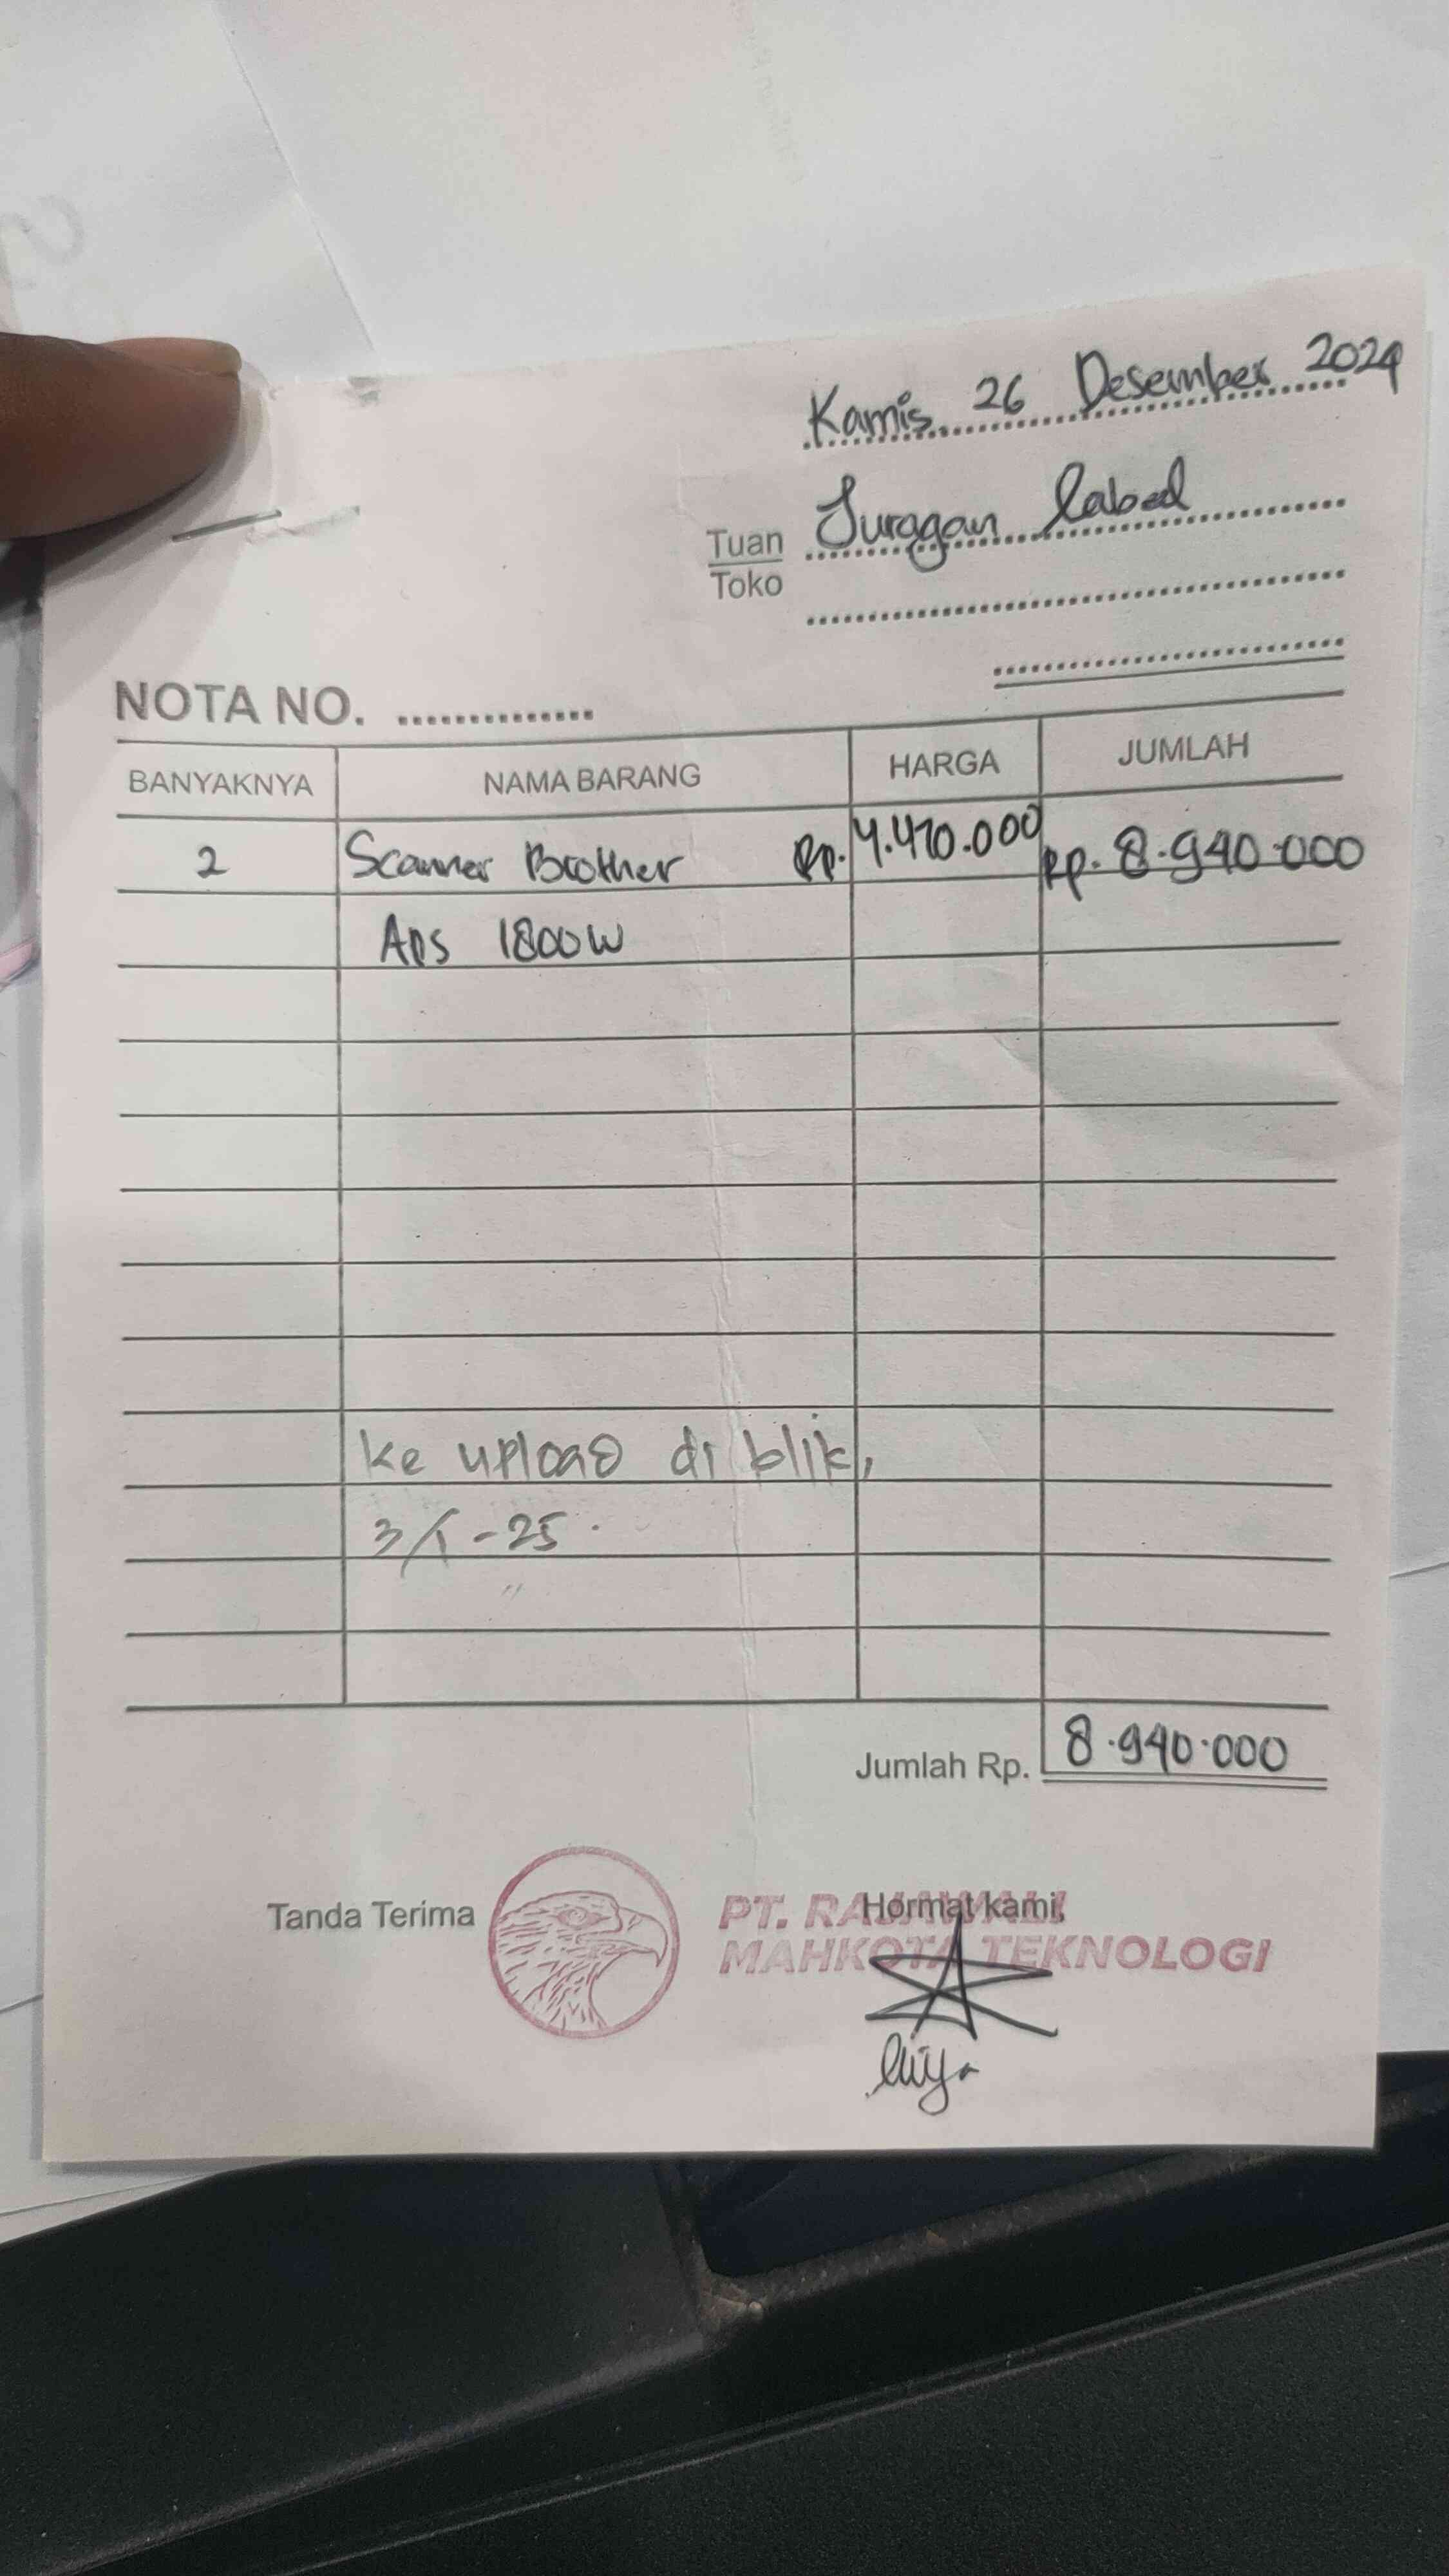 Kamis, 26 Desember 2024
Tuan Juragan label
Toko
NOTA NO. ...............
BANYAKNYA NAMA BARANG HARGA JUMLAH
2 Scanner Brother Rp. 4.470.000 Rp. 8.940.000
Ads 1800W
ke upload di blik,
3/1-25.
Jumlah Rp. 8.940.000
Tanda Terima Hormat kami,
PT. RAJAWALI
MAHKOTA TEKNOLOGI